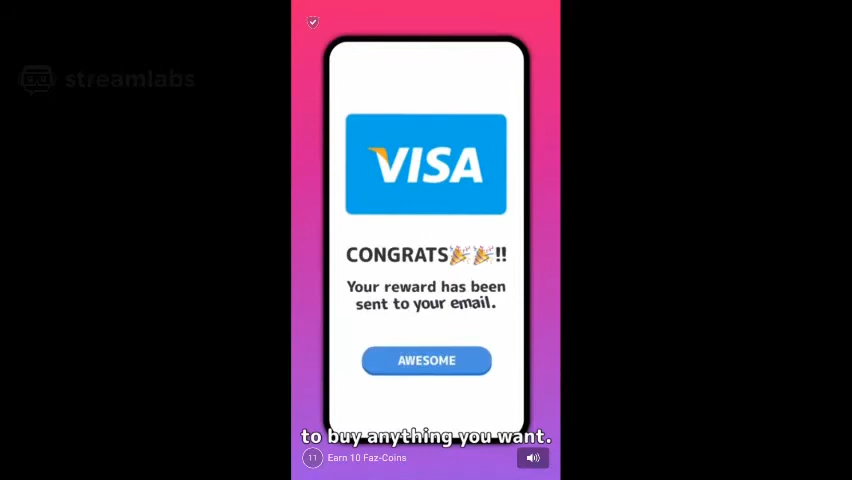 streamlabs
VISA
CONGRATS🎉🎉!!
Your reward has been
sent to your email.
AWESOME
to buy anything you want.
11 Earn 10 Faz-Coins